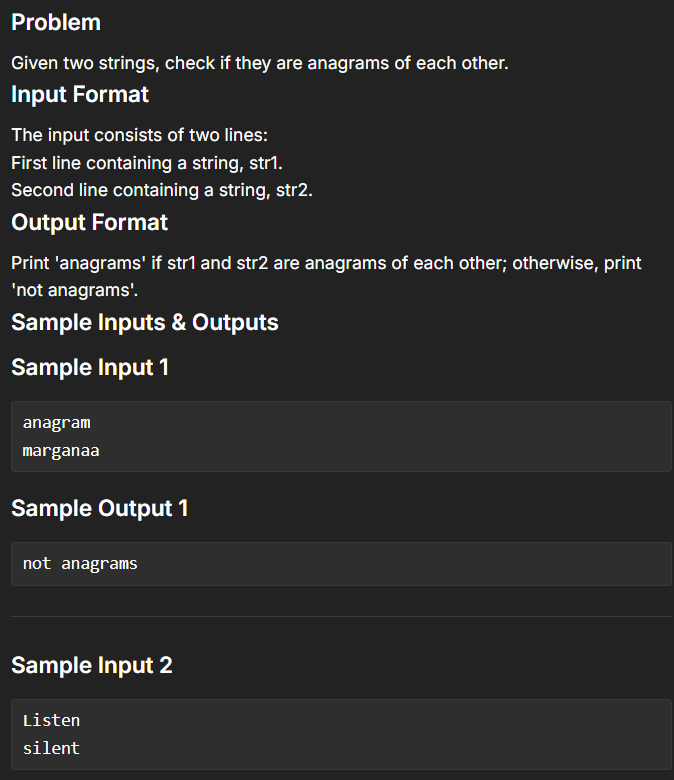 Problem
Given two strings, check if they are anagrams of each other.
Input Format
The input consists of two lines:
First line containing a string, str1.
Second line containing a string, str2.
Output Format
Print 'anagrams' if str1 and str2 are anagrams of each other; otherwise, print
'not anagrams'.
Sample Inputs & Outputs
Sample Input 1
anagram
marganaa
Sample Output 1
not anagrams
Sample Input 2
Listen
silent